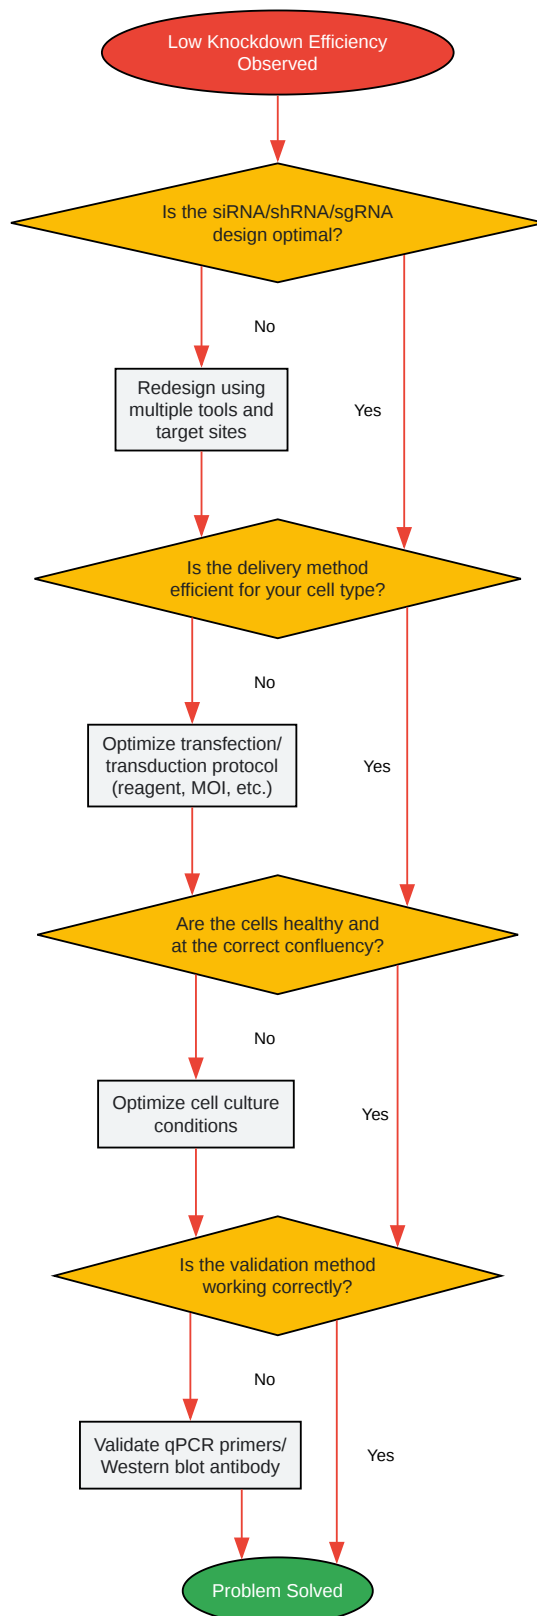 Low Knockdown Efficiency
Observed
Is the siRNA/shRNA/sgRNA
design optimal?
No
Redesign using
multiple tools and
target sites
Yes
Is the delivery method
efficient for your cell type?
No
Optimize transfection/
transduction protocol
(reagent, MOI, etc.)
Yes
Are the cells healthy and
at the correct confluency?
No
Optimize cell culture
conditions
Yes
Is the validation method
working correctly?
No
Validate qPCR primers/
Western blot antibody
Yes
Problem Solved